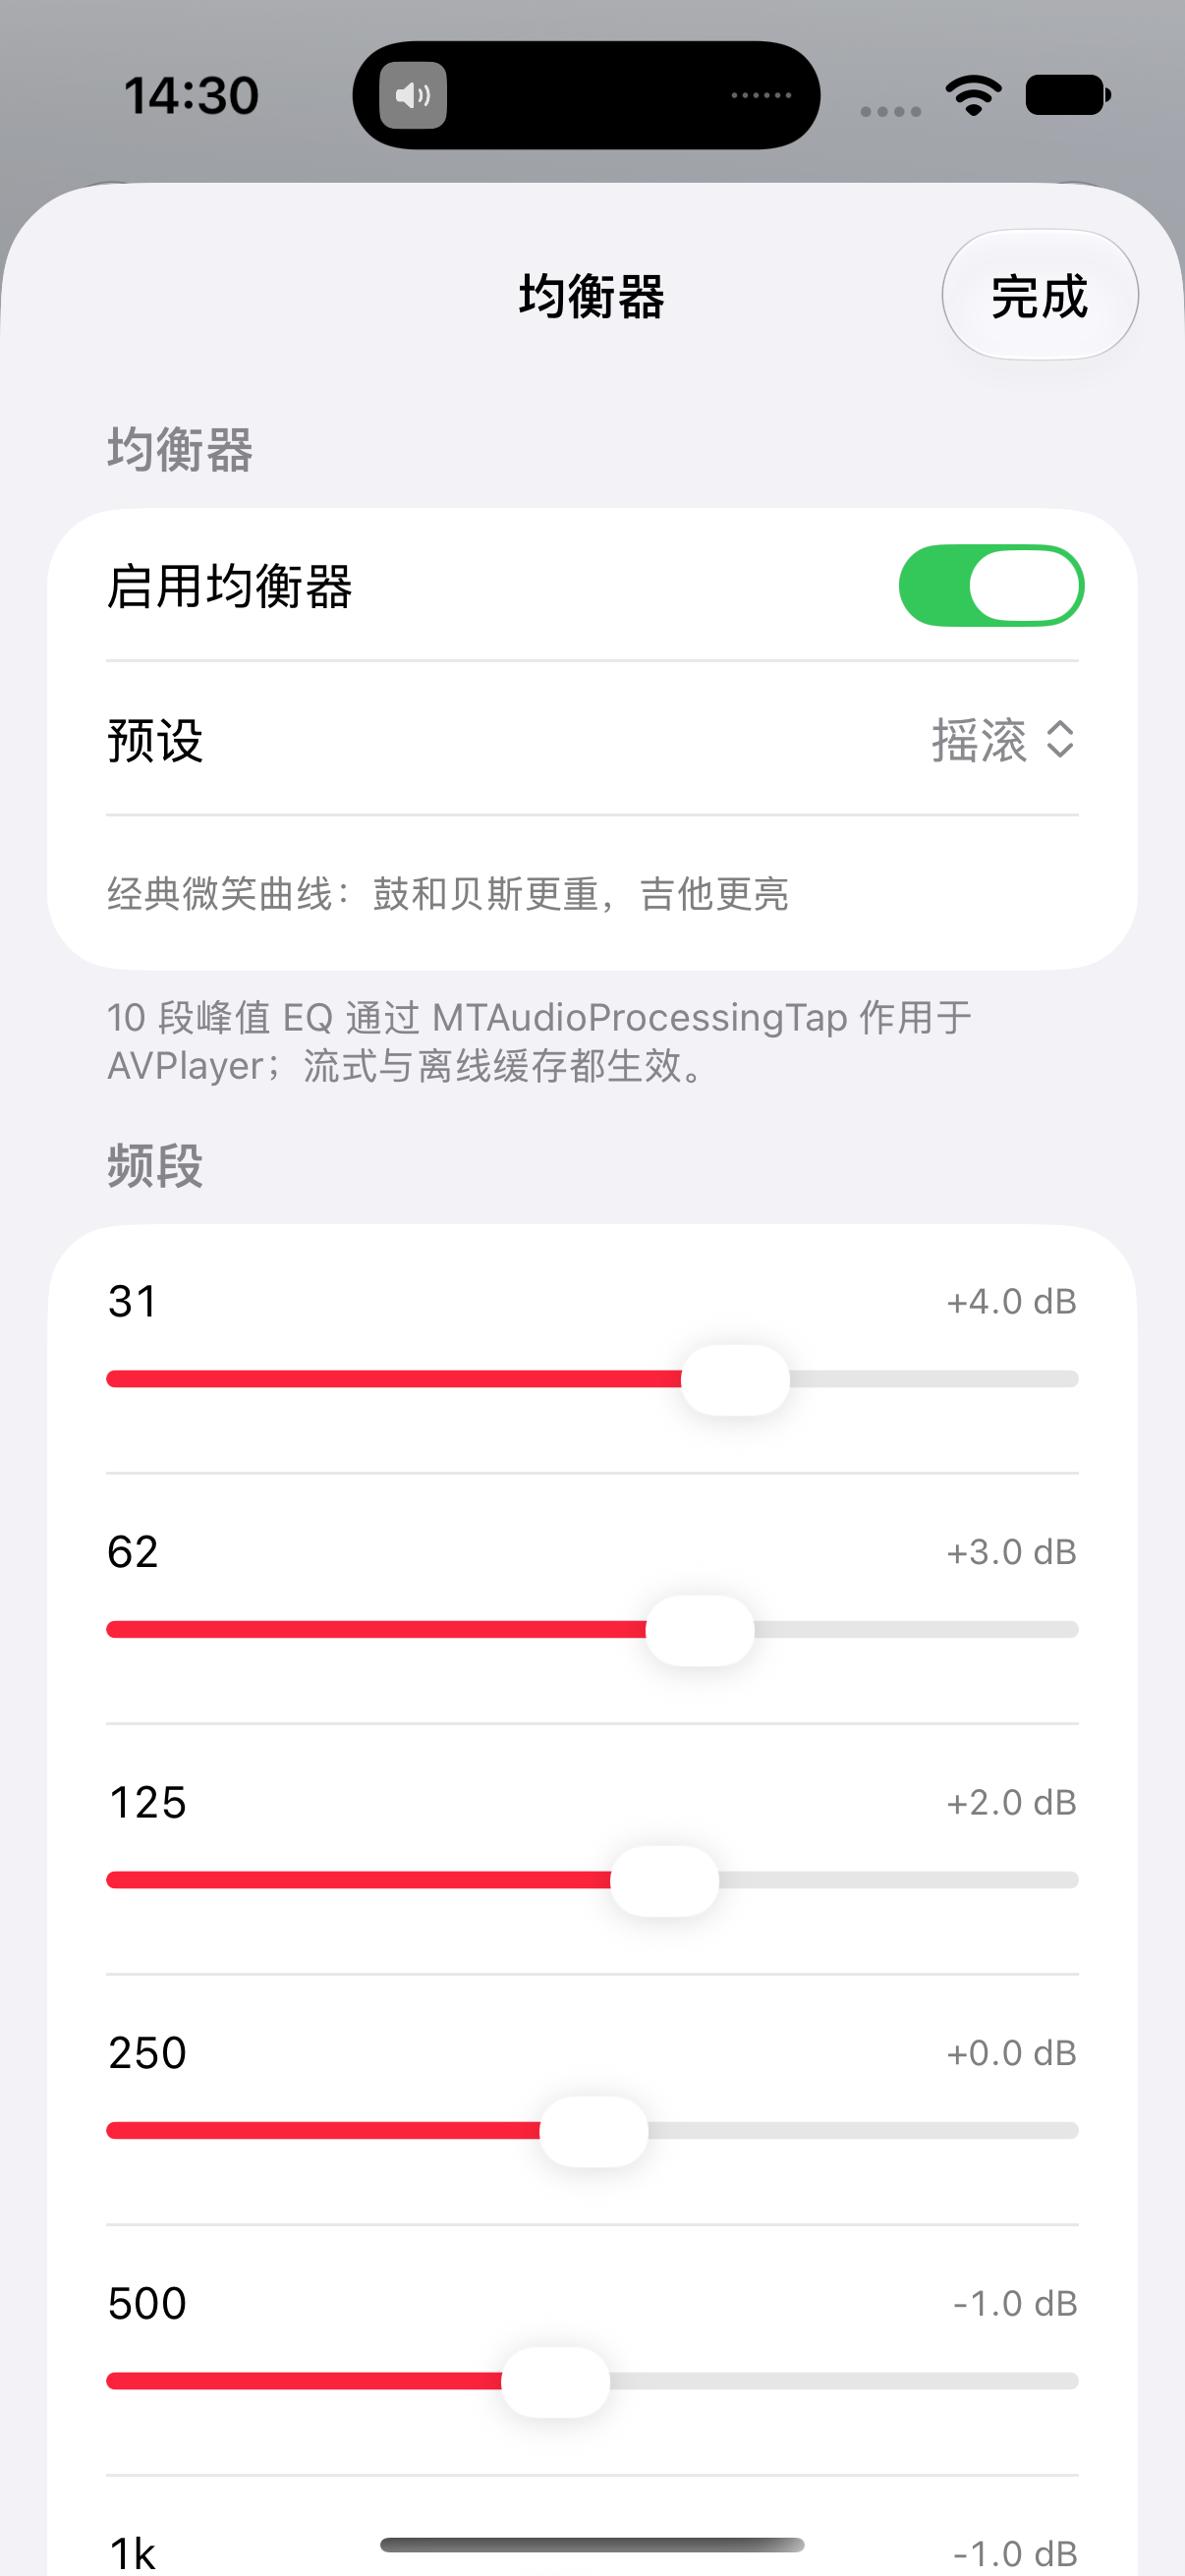 14:30
均衡器
完成
均衡器
启用均衡器
预设
摇滚
经典微笑曲线：鼓和贝斯更重，吉他更亮
10 段峰值 EQ 通过 MTAudioProcessingTap 作用于
AVPlayer；流式与离线缓存都生效。
频段
31
+4.0 dB
62
+3.0 dB
125
+2.0 dB
250
+0.0 dB
500
-1.0 dB
1k
-1.0 dB